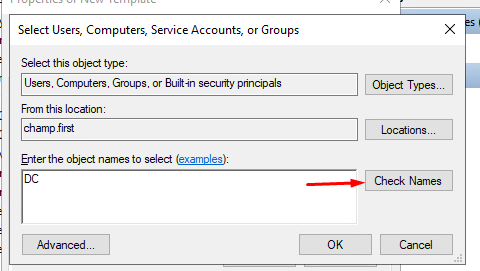 Properties of New Template
Select Users, Computers, Service Accounts, or Groups
Select this object type:
Users, Computers, Groups, or Built-in security principals
Object Types...
From this location:
champ.first
Locations...
Enter the object names to select (examples):
DC
Check Names
Advanced...
OK
Cancel